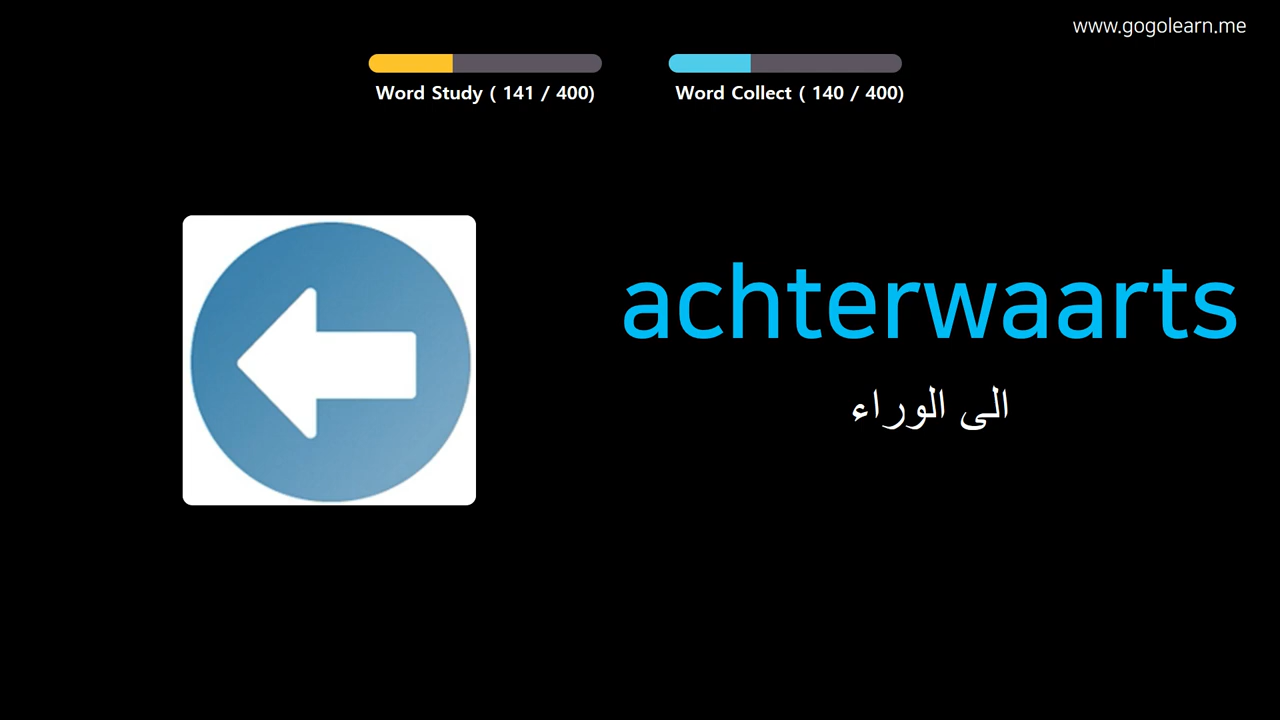 www.gogolearn.me
Word Study ( 141 / 400)
Word Collect ( 140 / 400)
achterwaarts
الى الوراء